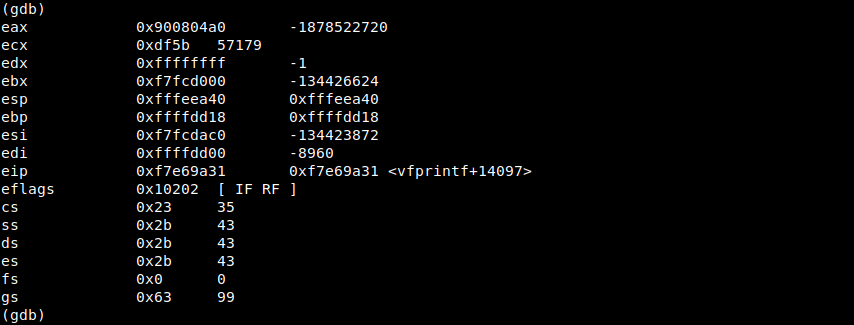 (gdb)
eax 0x900804a0 -1878522720
ecx 0xdf5b 57179
edx 0xffffffff -1
ebx 0xf7fcd000 -134426624
esp 0xfffeea40 0xfffeea40
ebp 0xffffdd18 0xffffdd18
esi 0xf7fcdac0 -134423872
edi 0xffffdd00 -8960
eip 0xf7e69a31 0xf7e69a31 <vfprintf+14097>
eflags 0x10202 [ IF RF ]
cs 0x23 35
ss 0x2b 43
ds 0x2b 43
es 0x2b 43
fs 0x0 0
gs 0x63 99
(gdb)